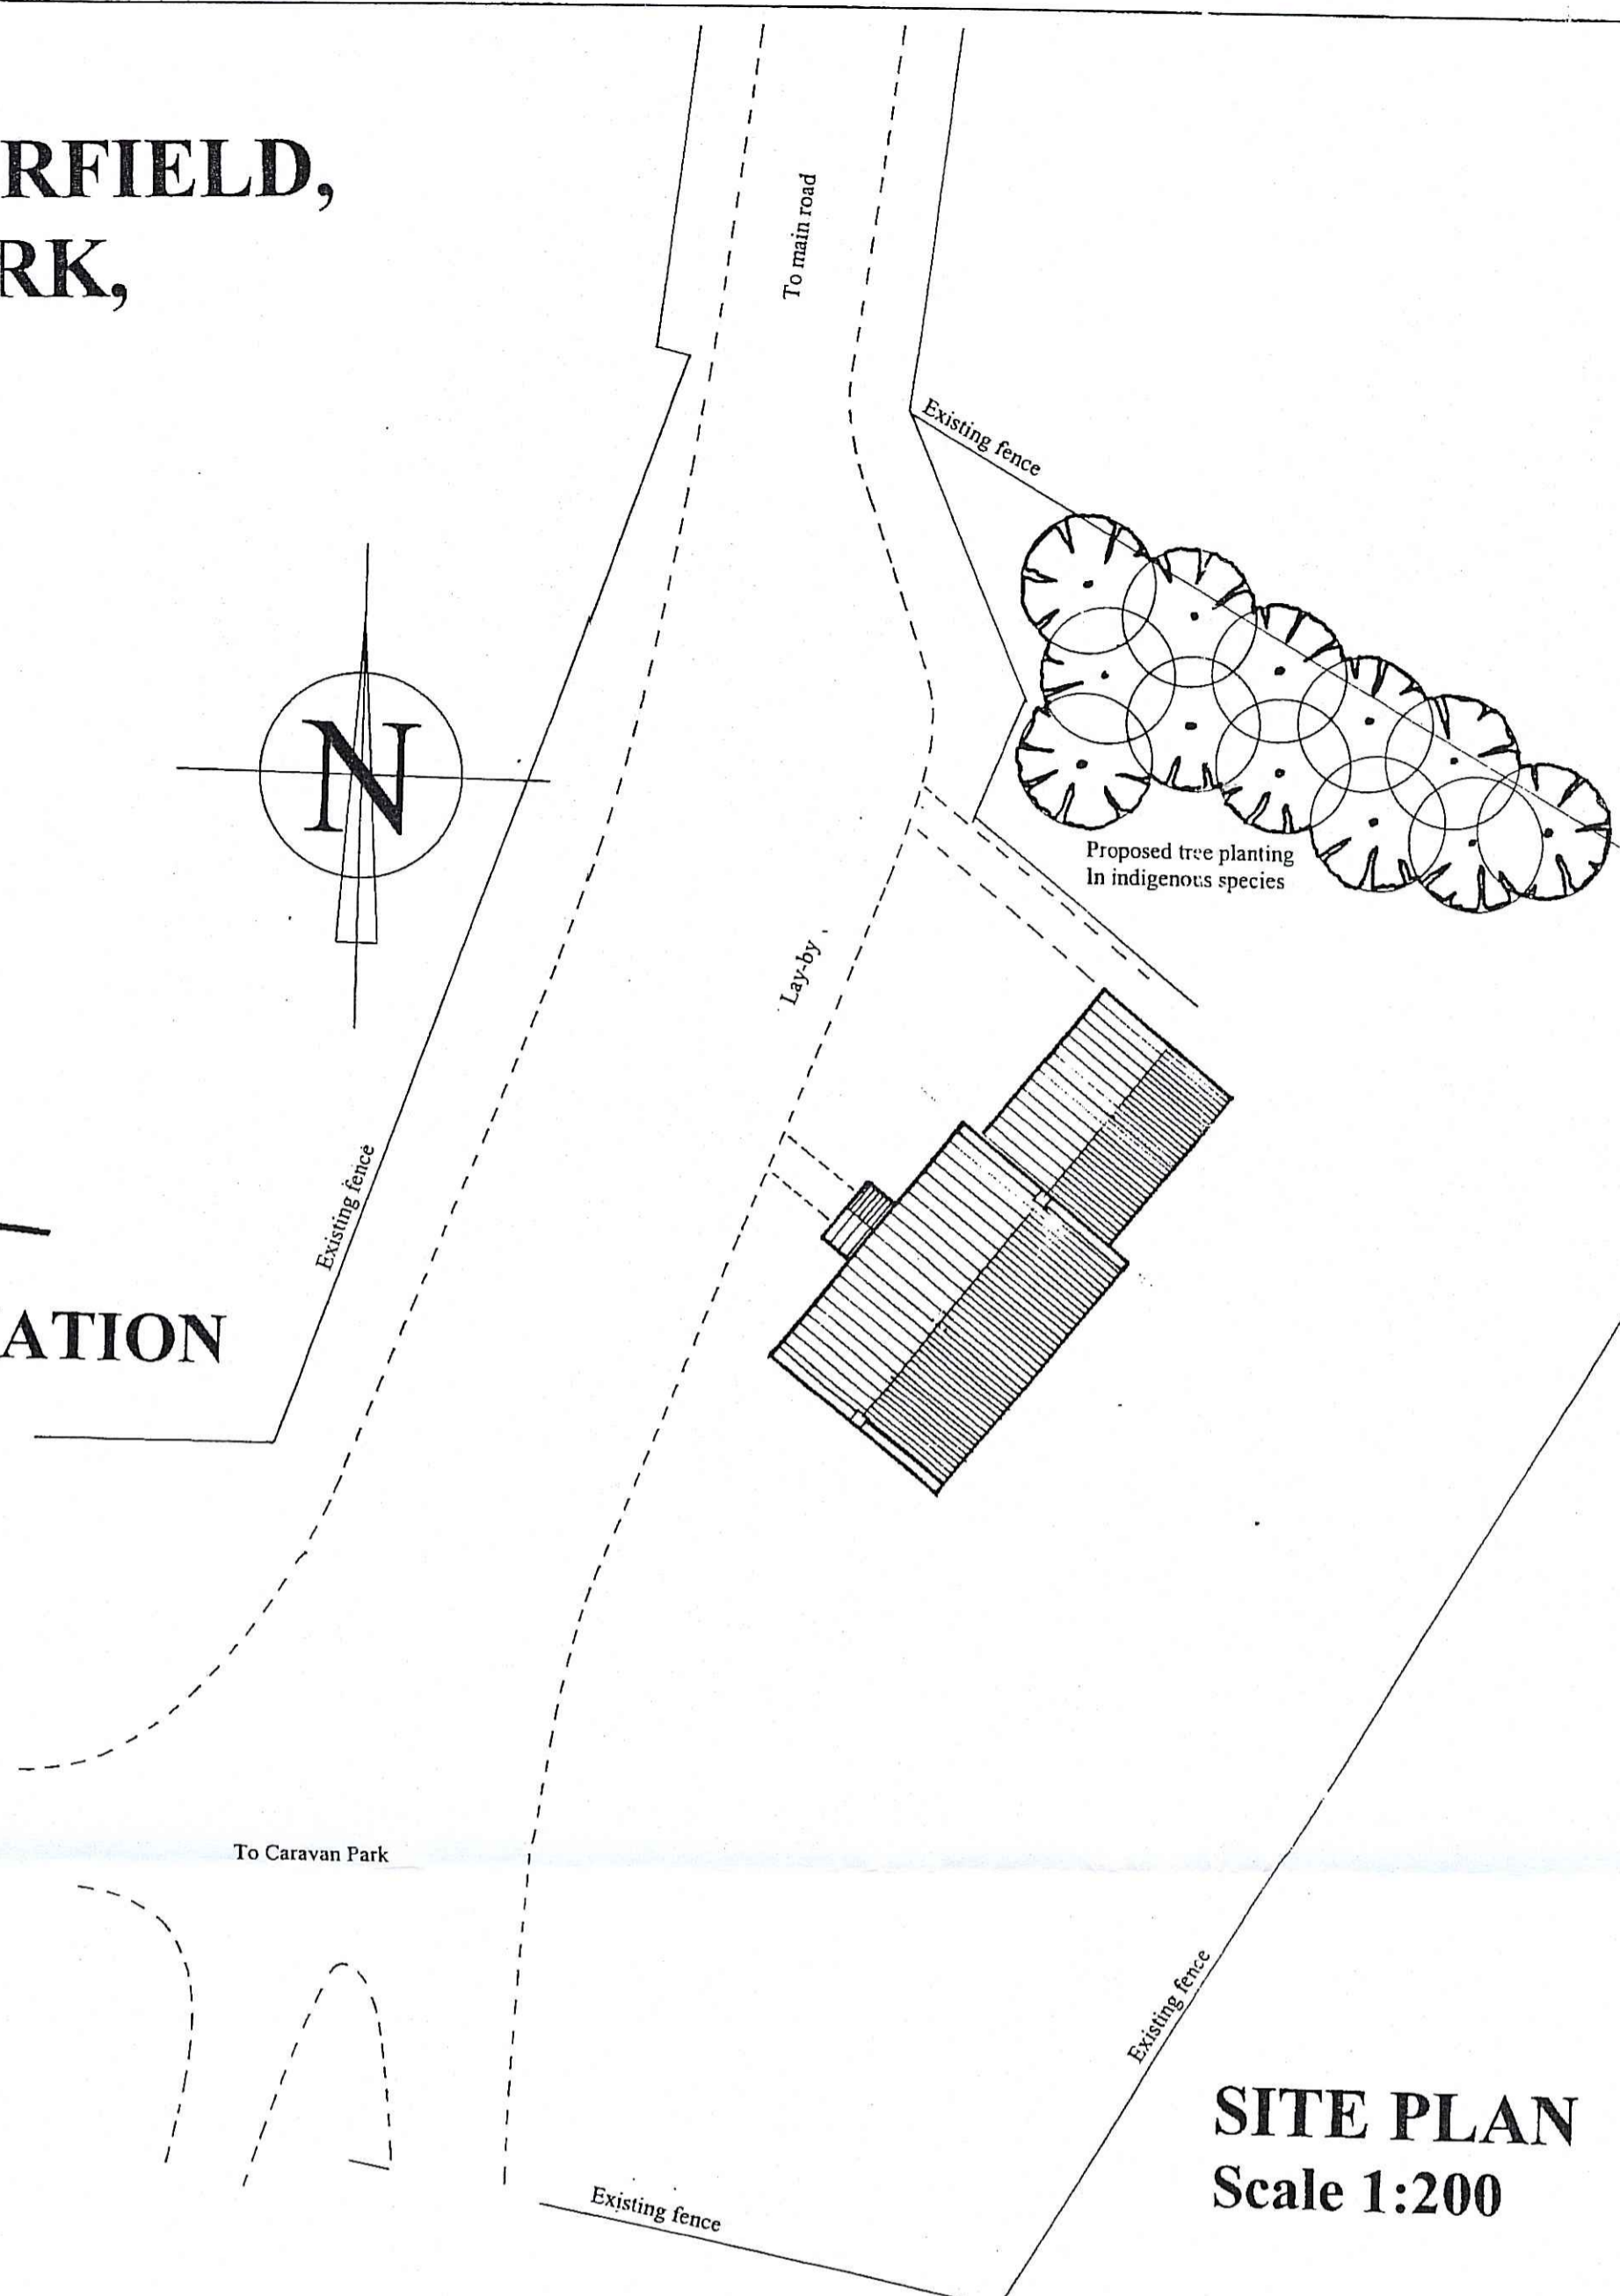 RFIELD,
RK,
To main road
Existing fence
N
Proposed tree planting
In indigenous species
Lay-by
Existing fence
ATION
To Caravan Park
Existing fence
SITE PLAN
Scale 1:200
Existing fence